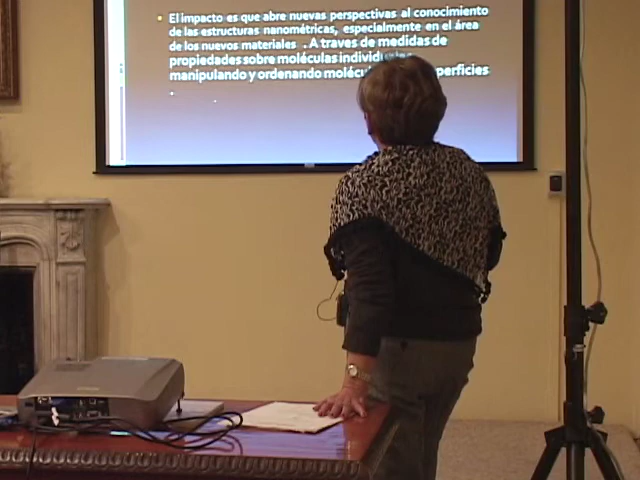 El impacto es que abre nuevas perspectivas al conocimiento
de las estructuras nanométricas, especialmente en el área
de los nuevos materiales . A traves de medidas de
propiedades sobre moléculas
manipulando y ordenando